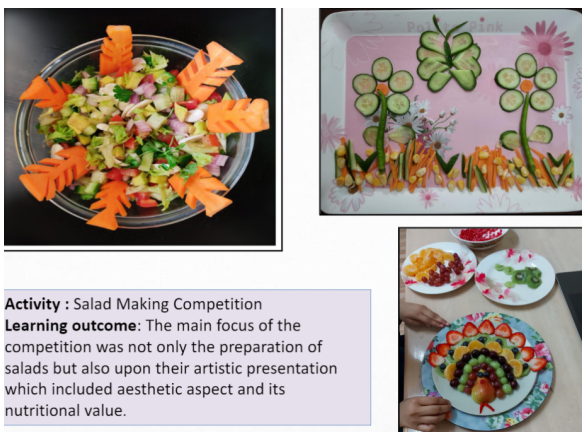 Activity : Salad Making Competition
Learning outcome: The main focus of the
competition was not only the preparation of
salads but also upon their artistic presentation
which included aesthetic aspect and its
nutritional value.